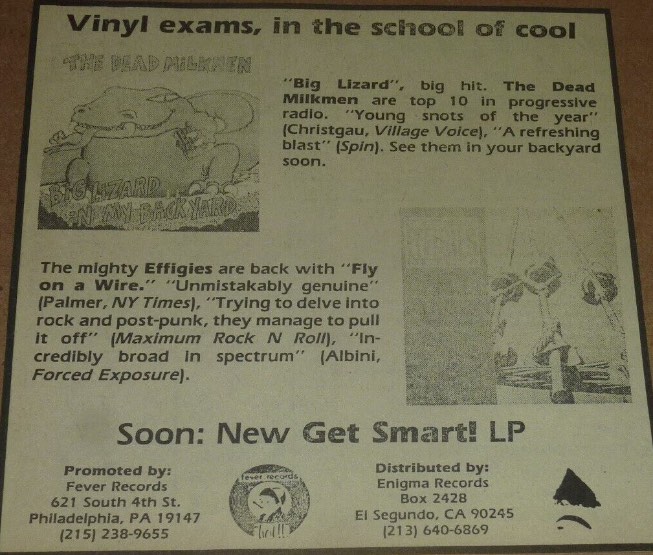 Vinyl exams, in the school of cool
THE DEAD MILKMEN
BIG LIZARD
IN MY BACK YARD
"Big Lizard", big hit. The Dead
Milkmen are top 10 in progressive
radio. "Young snots of the year"
(Christgau, Village Voice), "A refreshing
blast" (Spin). See them in your backyard
soon.
The mighty Effigies are back with "Fly
on a Wire." "Unmistakably genuine"
(Palmer, NY Times), "Trying to delve into
rock and post-punk, they manage to pull
it off" (Maximum Rock N Roll), "In-
credibly broad in spectrum" (Albini,
Forced Exposure).
Soon: New Get Smart! LP
Promoted by:
Fever Records
621 South 4th St.
Philadelphia, PA 19147
(215) 238-9655
fever records
Distributed by:
Enigma Records
Box 2428
El Segundo, CA 90245
(213) 640-6869